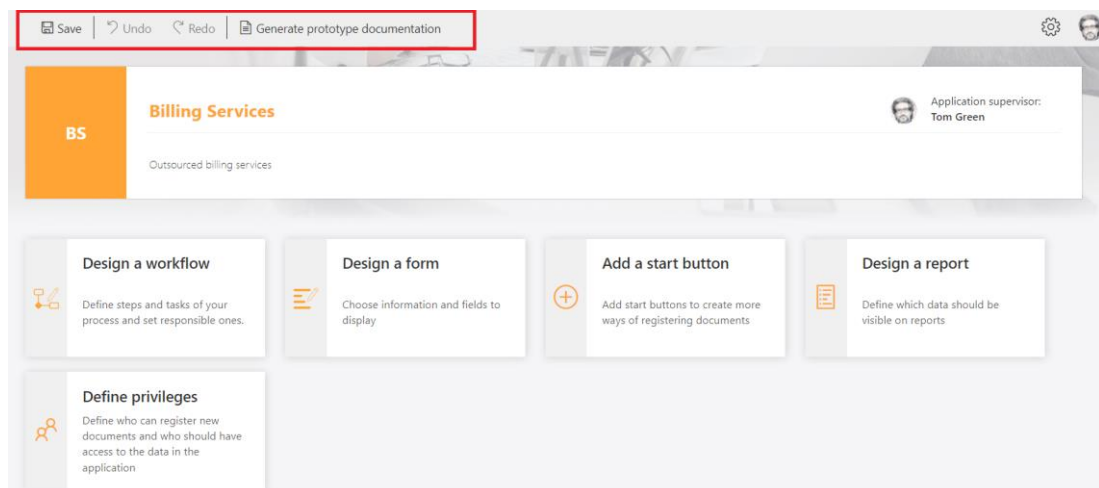 Save Undo Redo Generate prototype documentation
BS
Billing Services
Application supervisor:
Tom Green
Outsourced billing services
Design a workflow
Define steps and tasks of your
process and set responsible ones.
Design a form
Choose information and fields to
display
Add a start button
Add start buttons to create more
ways of registering documents
Design a report
Define which data should be
visible on reports
Define privileges
Define who can register new
documents and who should have
access to the data in the
application